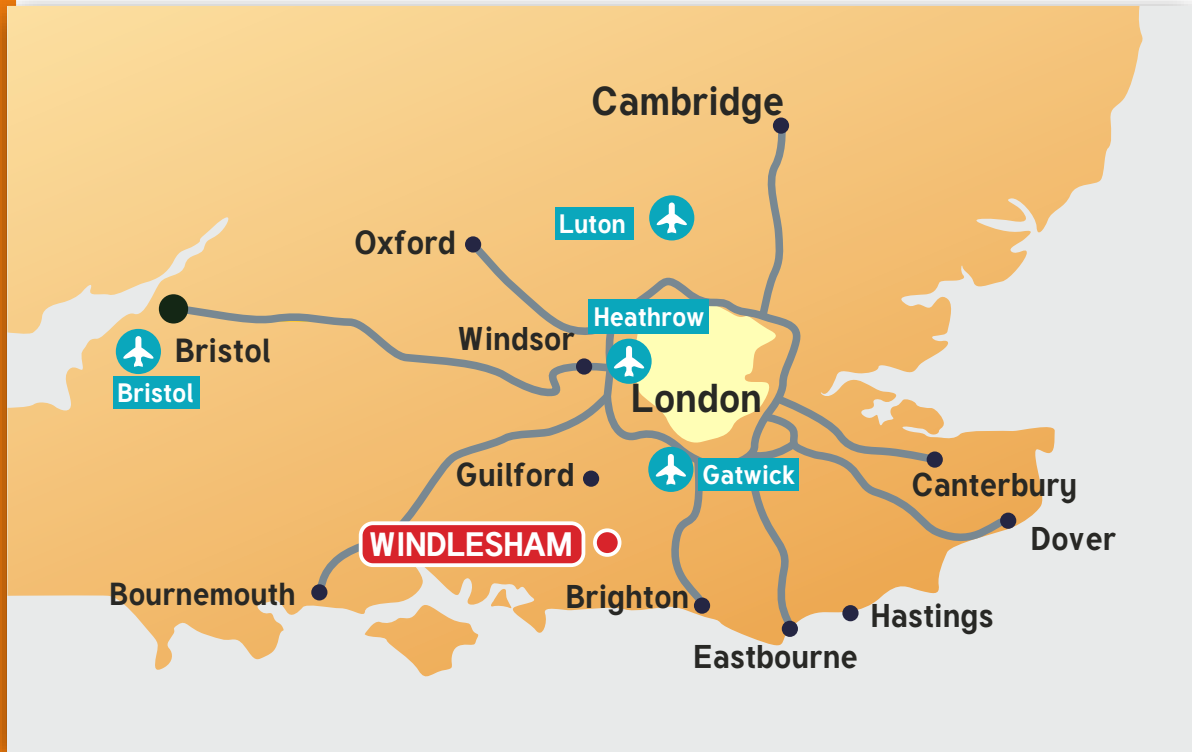 Cambridge
Luton
Oxford
Heathrow
Windsor
Bristol
Bristol
London
Guilford
Gatwick
Canterbury
Dover
WINDLESHAM
Bournemouth
Brighton
Hastings
Eastbourne